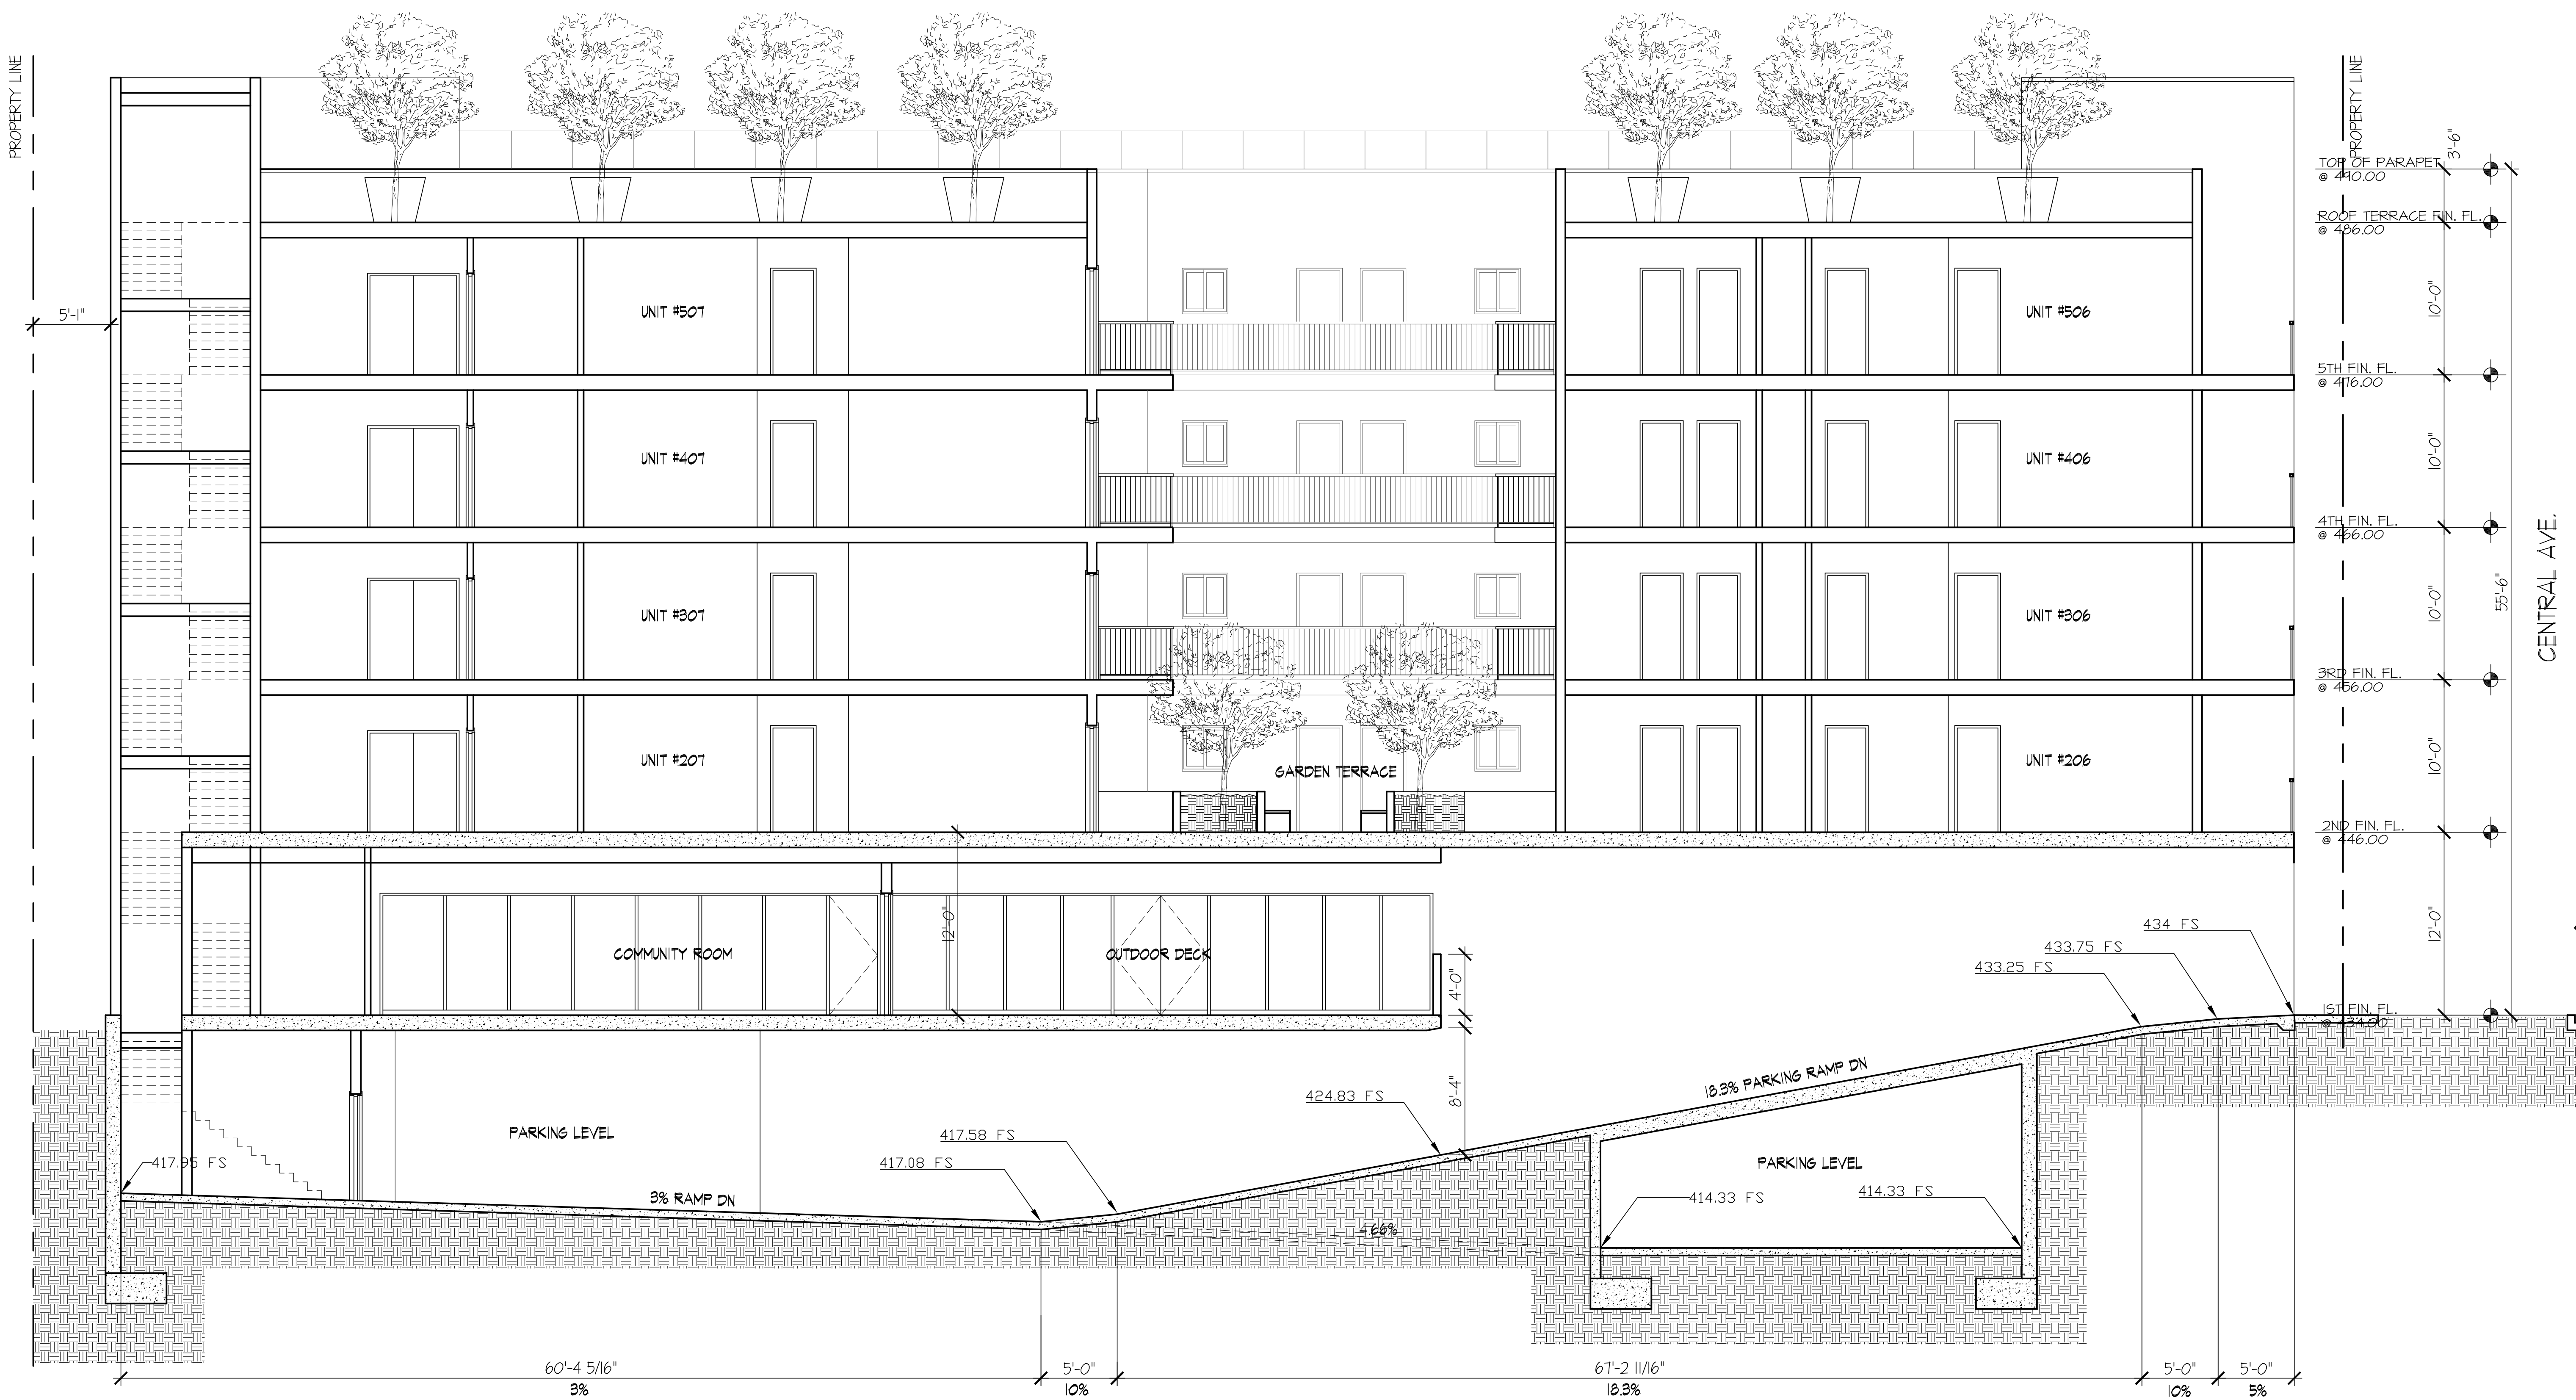 PROPERTY LINE
PROPERTY LINE
3'-6"
TOP OF PARAPET
@ 490.00
ROOF TERRACE FIN. FL.
@ 486.00
5'-1"
UNIT #507
UNIT #506
10'-0"
5TH FIN. FL.
@ 476.00
UNIT #407
UNIT #406
10'-0"
4TH FIN. FL.
@ 466.00
CENTRAL AVE.
55'-6"
UNIT #307
UNIT #306
10'-0"
3RD FIN. FL.
@ 456.00
UNIT #207
GARDEN TERRACE
UNIT #206
10'-0"
2ND FIN. FL.
@ 446.00
12'-0"
12'-0"
COMMUNITY ROOM
OUTDOOR DECK
434 FS
433.75 FS
433.25 FS
4'-0"
1ST FIN. FL.
@ 434.00
18.3% PARKING RAMP DN
8'-4"
424.83 FS
PARKING LEVEL
417.58 FS
417.95 FS
417.08 FS
PARKING LEVEL
3% RAMP DN
414.33 FS
414.33 FS
4.66%
60'-4 5/16"
5'-0"
67'-2 11/16"
5'-0"
5'-0"
3%
10%
18.3%
10%
5%